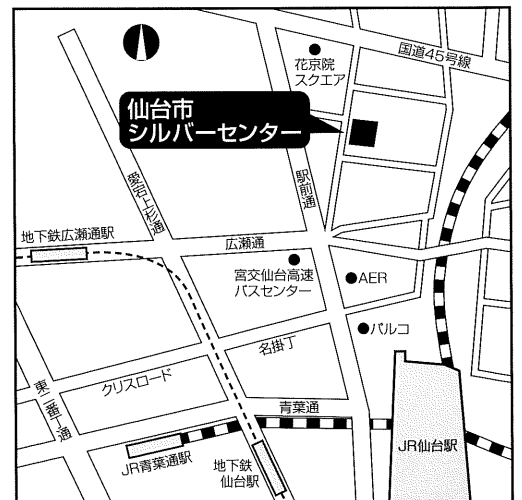 国道45号線
花京院
スクエア
仙台市
シルバーセンター
愛宕上杉通
駅前通
地下鉄広瀬通駅
広瀬通
宮交仙台高速
バスセンター
AER
パルコ
名掛丁
クリスロード
東二番丁通
青葉通
JR青葉通駅
地下鉄
仙台駅
JR仙台駅